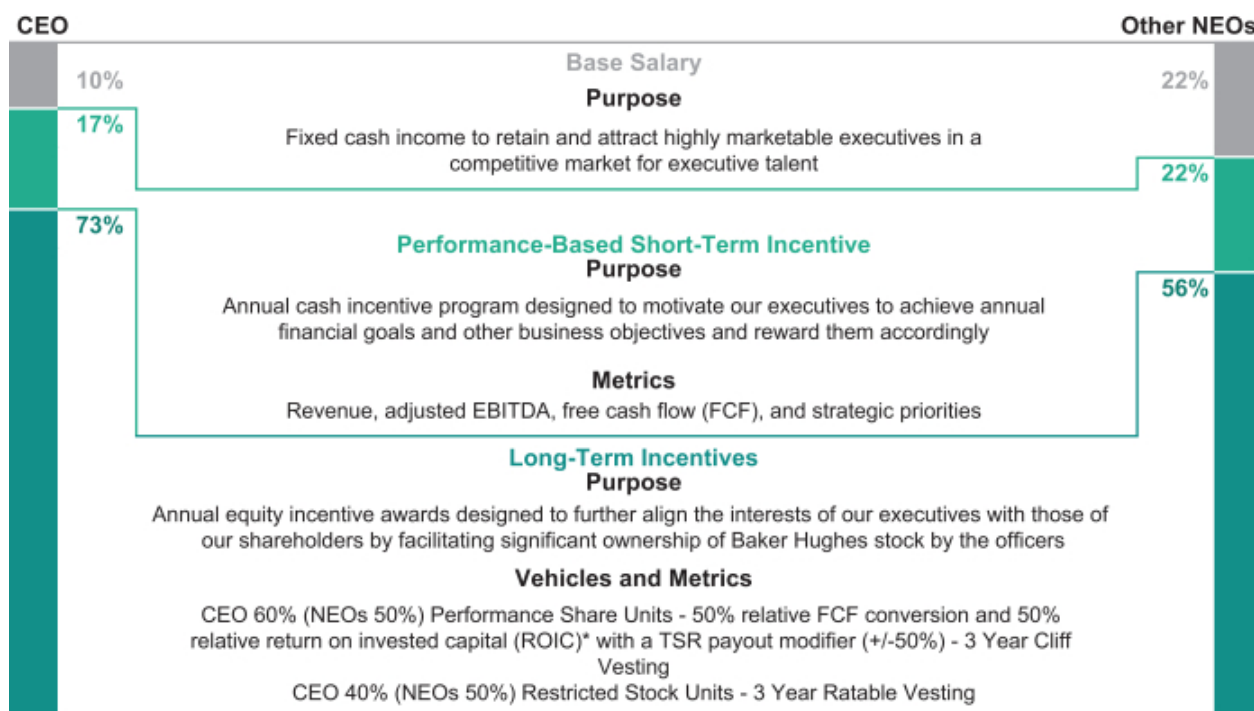 CEO
Other NEOs
Base Salary
10%
22%
Purpose
17%
Fixed cash income to retain and attract highly marketable executives in a
competitive market for executive talent
22%
73%
Performance-Based Short-Term Incentive
Purpose
56%
Annual cash incentive program designed to motivate our executives to achieve annual
financial goals and other business objectives and reward them accordingly
Metrics
Revenue, adjusted EBITDA, free cash flow (FCF), and strategic priorities
Long-Term Incentives
Purpose
Annual equity incentive awards designed to further align the interests of our executives with those of
our shareholders by facilitating significant ownership of Baker Hughes stock by the officers
Vehicles and Metrics
CEO 60% (NEOs 50%) Performance Share Units - 50% relative FCF conversion and 50%
relative return on invested capital (ROIC)* with a TSR payout modifier (+/-50%) - 3 Year Cliff
Vesting
CEO 40% (NEOs 50%) Restricted Stock Units - 3 Year Ratable Vesting